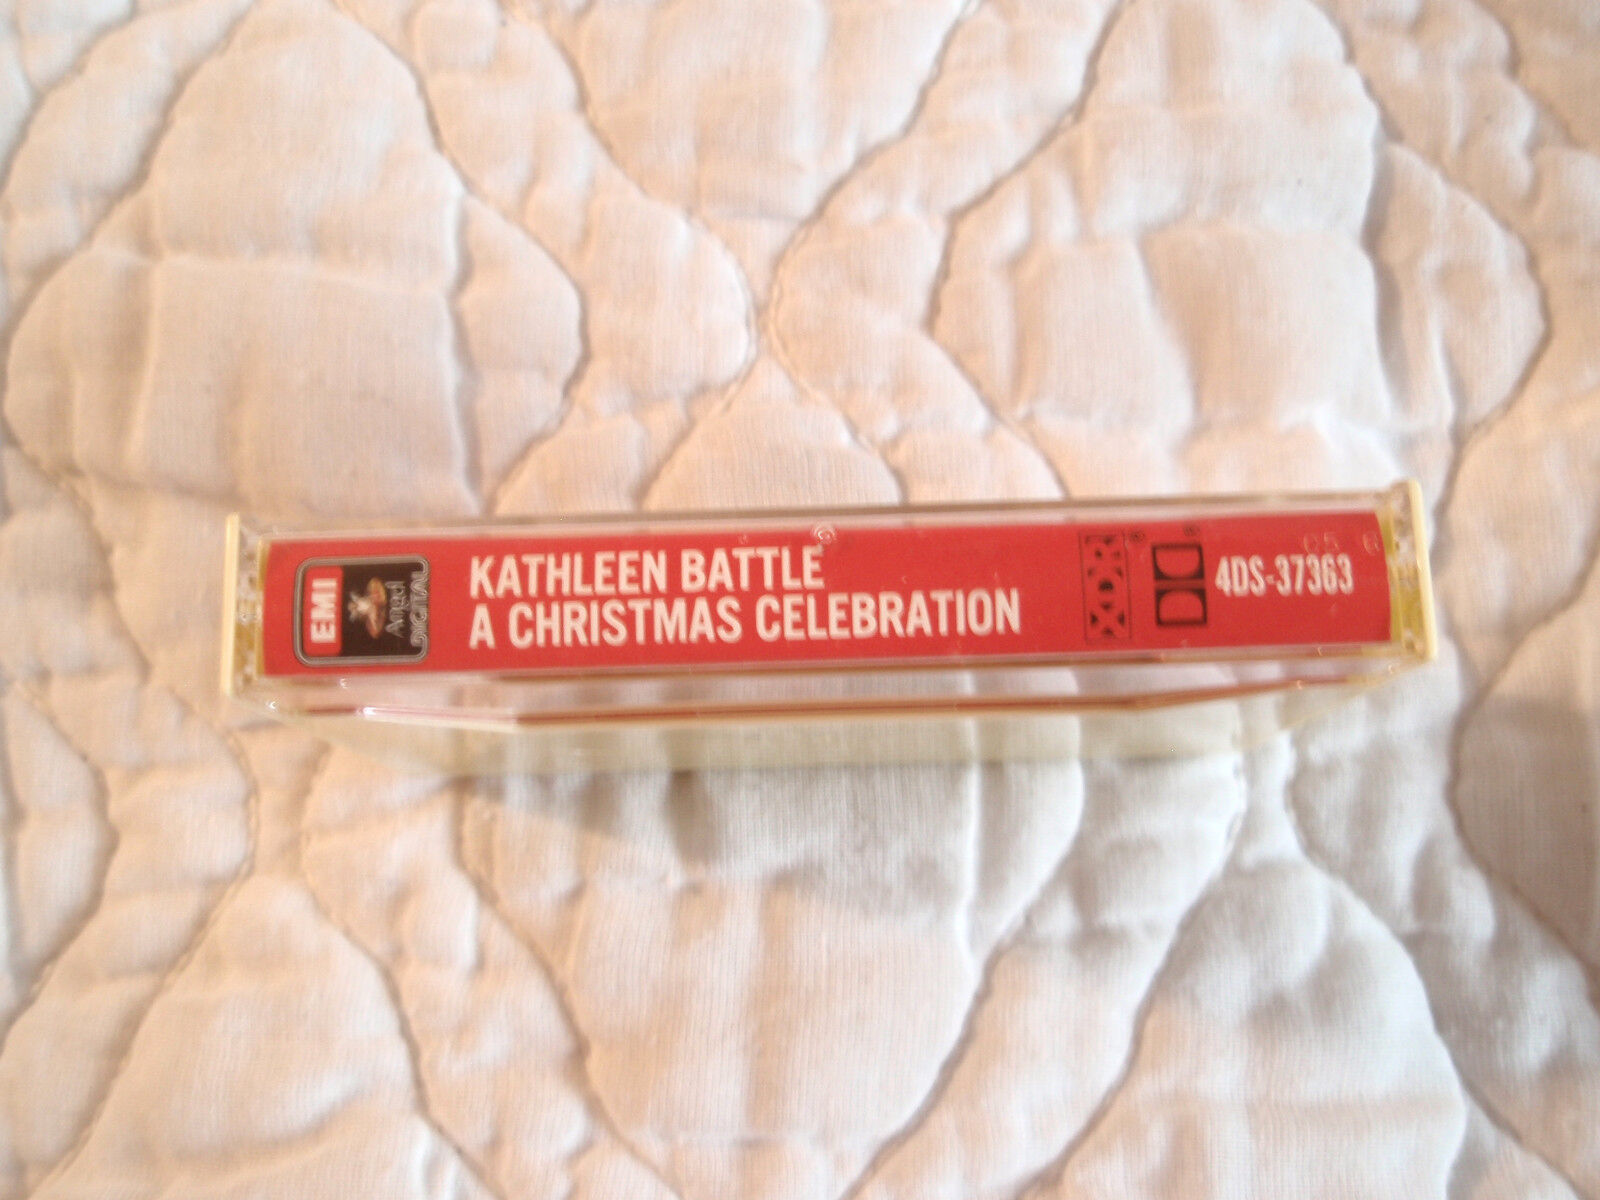 EMI
Angel
DIGITAL
KATHLEEN BATTLE
A CHRISTMAS CELEBRATION
XDR
4DS-37363